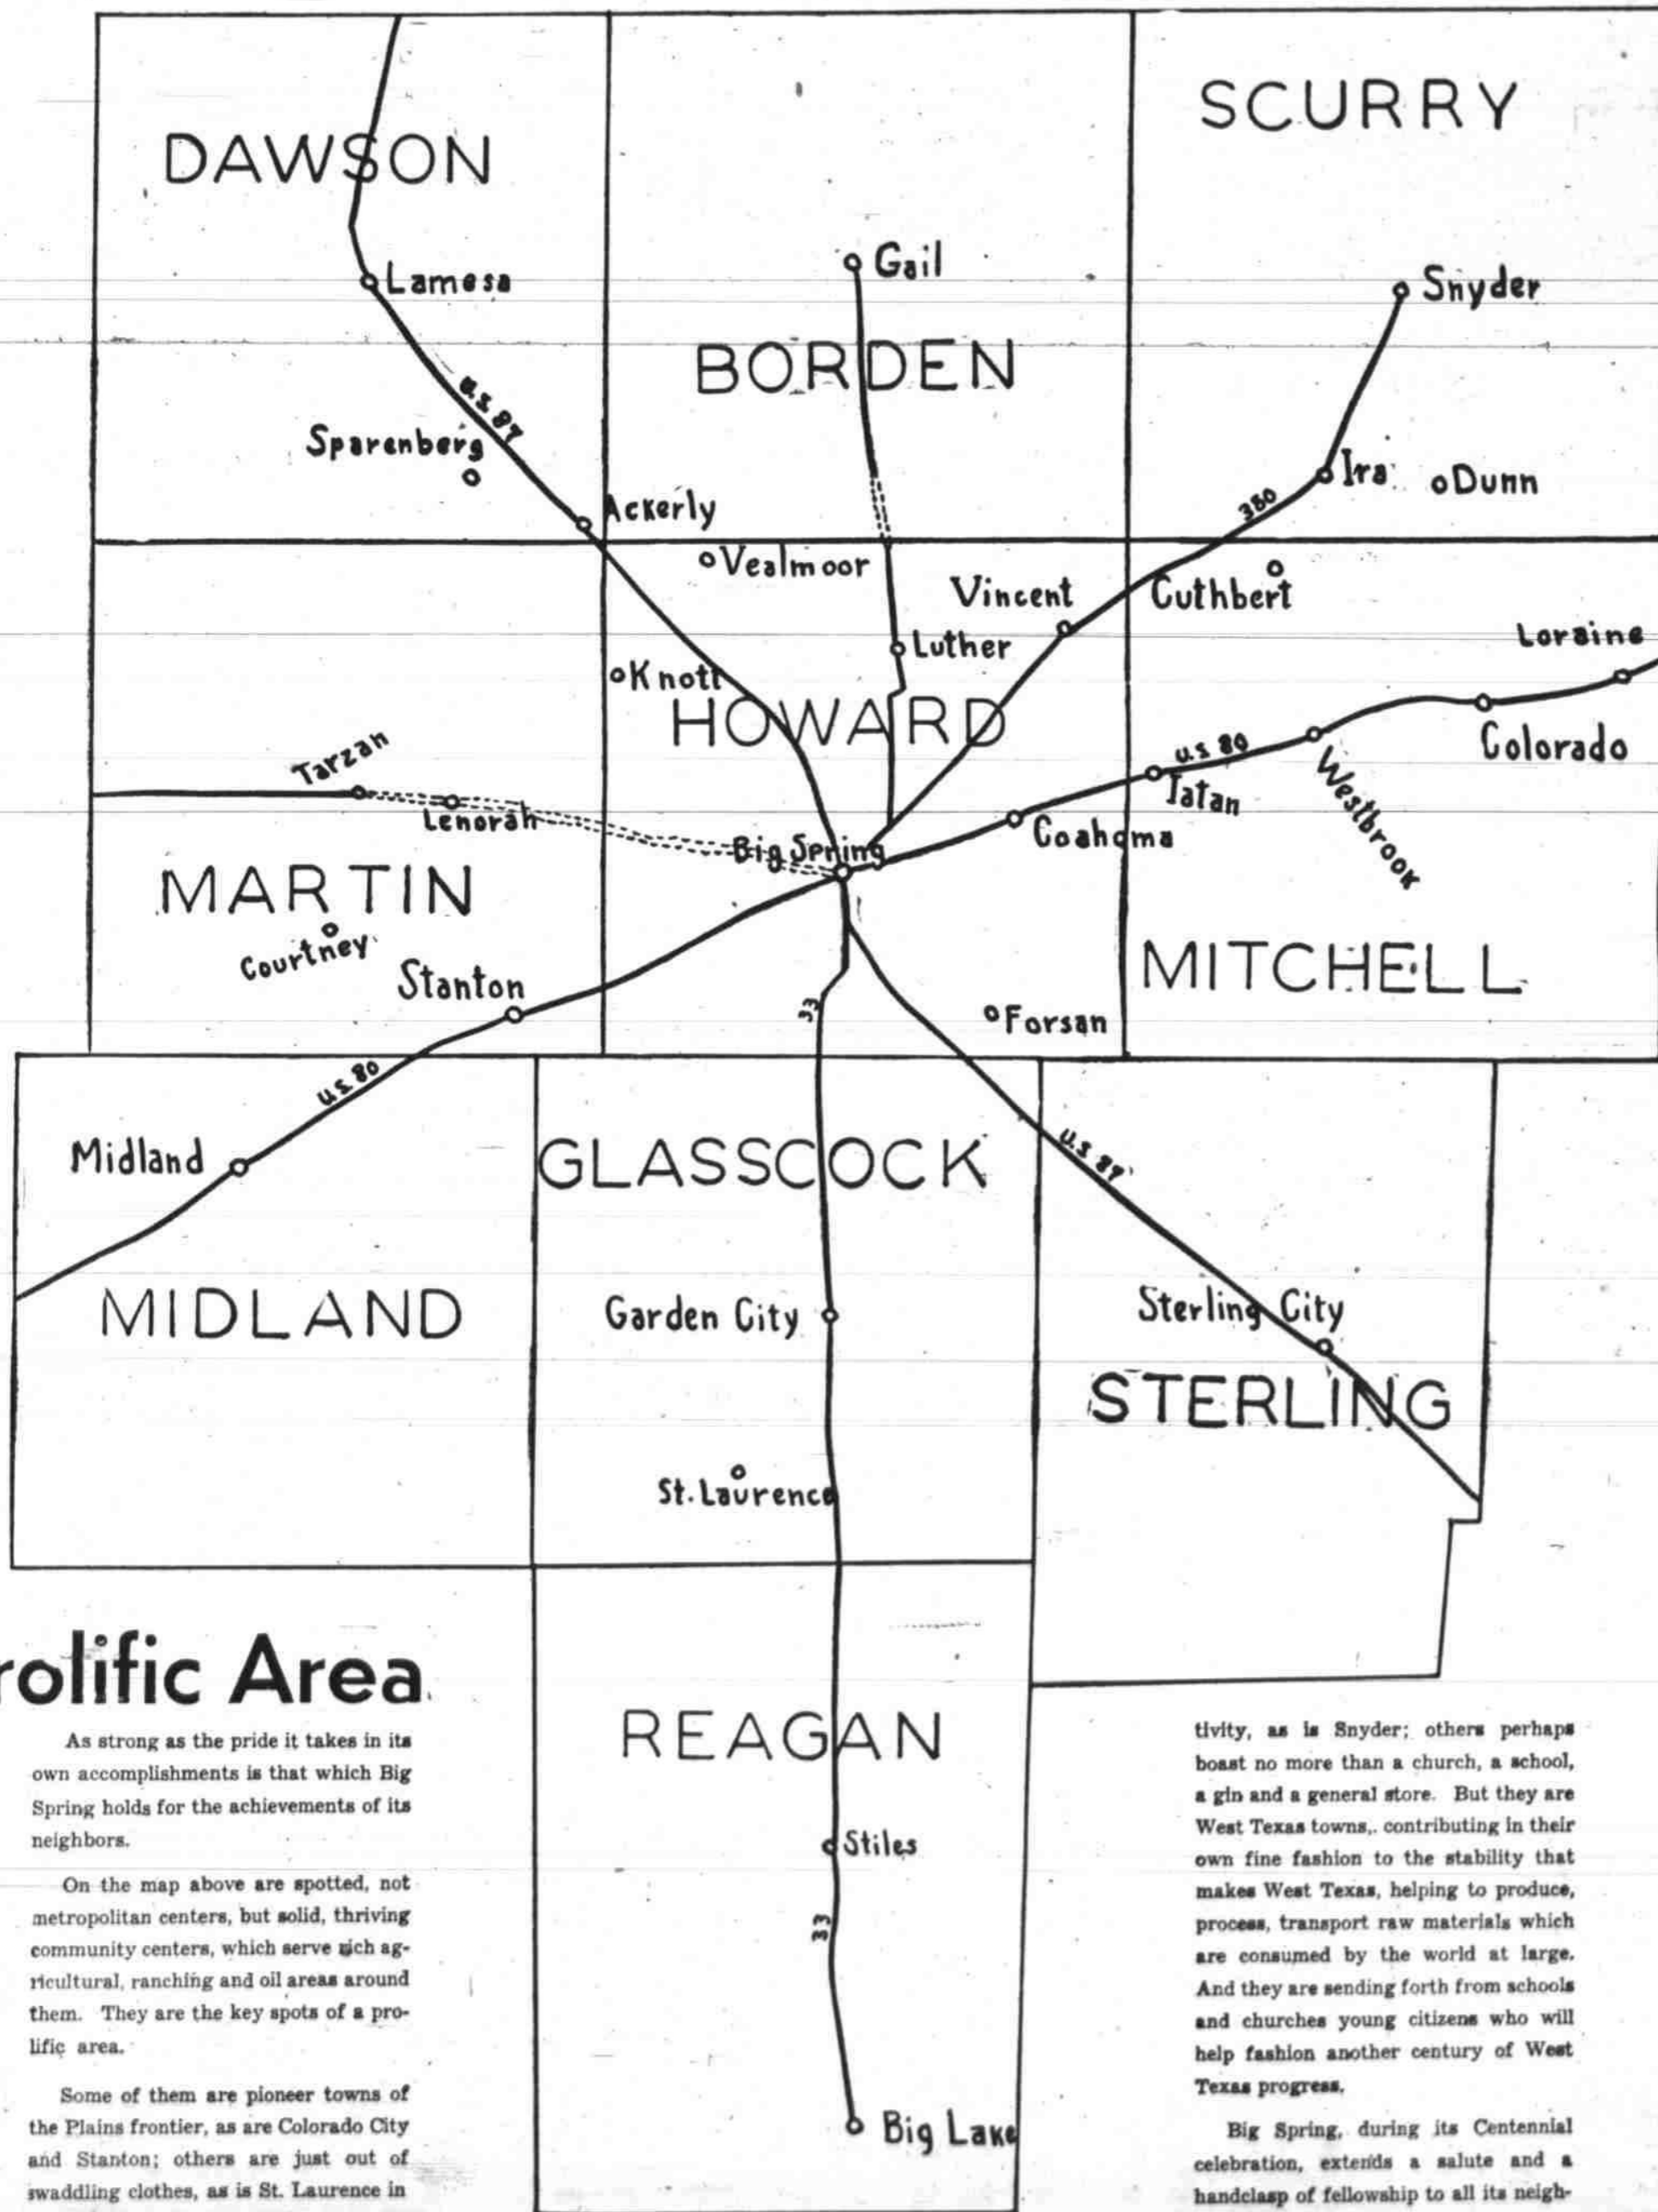 SCURRY
DAWSON
Gail
Lamesa
Snyder
BORDEN
U.S 87
Sparenberg
Ira
Dunn
380
Ackerly
Vealmoor
Vincent
Cuthbert
Loraine
Luther
Knott
HOWARD
Colorado
Tarzan
U.S 80
Westbrook
Iatan
Lenorah
Coahoma
Big Spring
MARTIN
Courtney
MITCHELL
Stanton
33
Forsan
U.S 80
Midland
GLASSCOCK
U.S 87
MIDLAND
Garden City
Sterling City
STERLING
St. Laurence
REAGAN
Stiles
33
Big Lake
rolific Area
As strong as the pride it takes in its
own accomplishments is that which Big
Spring holds for the achievements of its
neighbors.
On the map above are spotted, not
metropolitan centers, but solid, thriving
community centers, which serve rich ag-
ricultural, ranching and oil areas around
them. They are the key spots of a pro-
lific area.
Some of them are pioneer towns of
the Plains frontier, as are Colorado City
and Stanton; others are just out of
swaddling clothes, as is St. Laurence in
tivity, as is Snyder; others perhaps
boast no more than a church, a school,
a gin and a general store. But they are
West Texas towns,. contributing in their
own fine fashion to the stability that
makes West Texas, helping to produce,
process, transport raw materials which
are consumed by the world at large.
And they are sending forth from schools
and churches young citizens who will
help fashion another century of West
Texas progress.
Big Spring, during its Centennial
celebration, extends a salute and a
handclasp of fellowship to all its neigh-